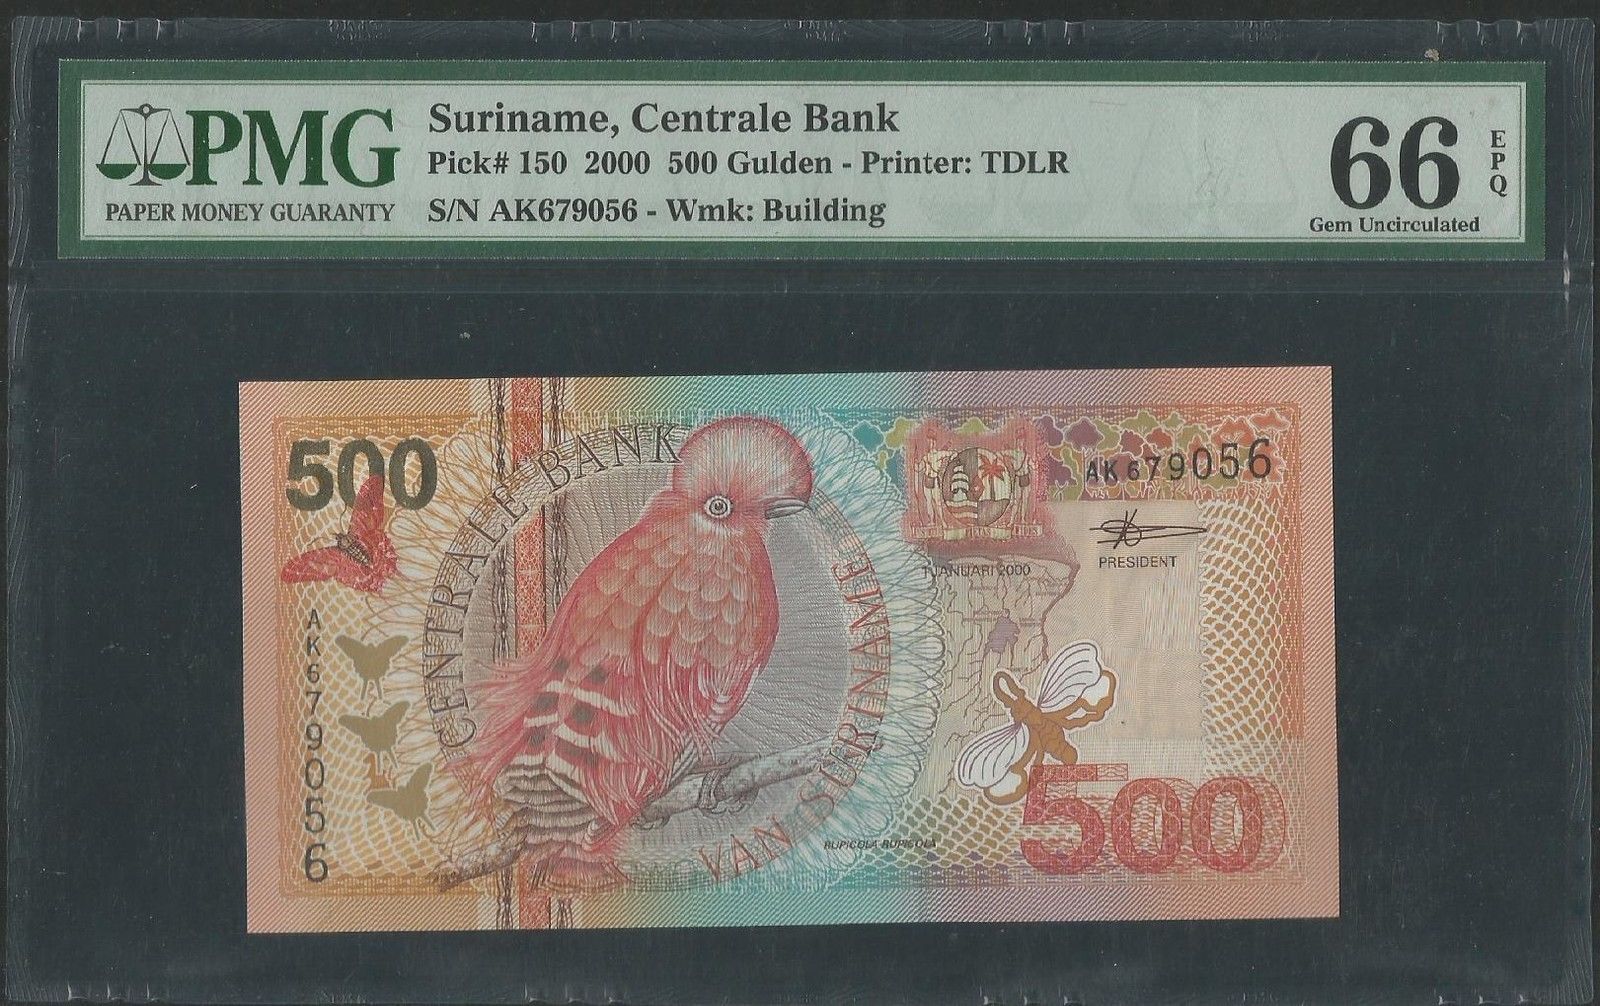 PMG
PAPER MONEY GUARANTY
Suriname, Centrale Bank
Pick# 150 2000 500 Gulden - Printer: TDLR
S/N AK679056 - Wmk: Building
66
EPQ
Gem Uncirculated
500
CENTRALE BANK
VAN SURINAME
AK679056
PRESIDENT
1 JANUARI 2000
AK679056
RUPICOLA RUPICOLA
500